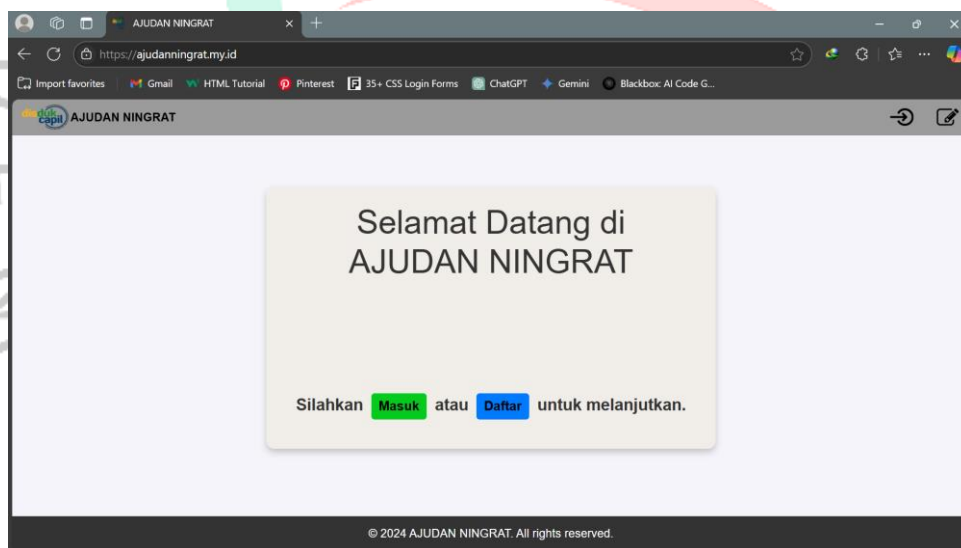 AJUDAN NINGRAT
https://ajudanningrat.my.id
Import favorites Gmail HTML Tutorial Pinterest 35+ CSS Login Forms ChatGPT Gemini Blackbox: AI Code G...
dukcapil AJUDAN NINGRAT
Selamat Datang di
AJUDAN NINGRAT
Silahkan Masuk atau Daftar untuk melanjutkan.
© 2024 AJUDAN NINGRAT. All rights reserved.